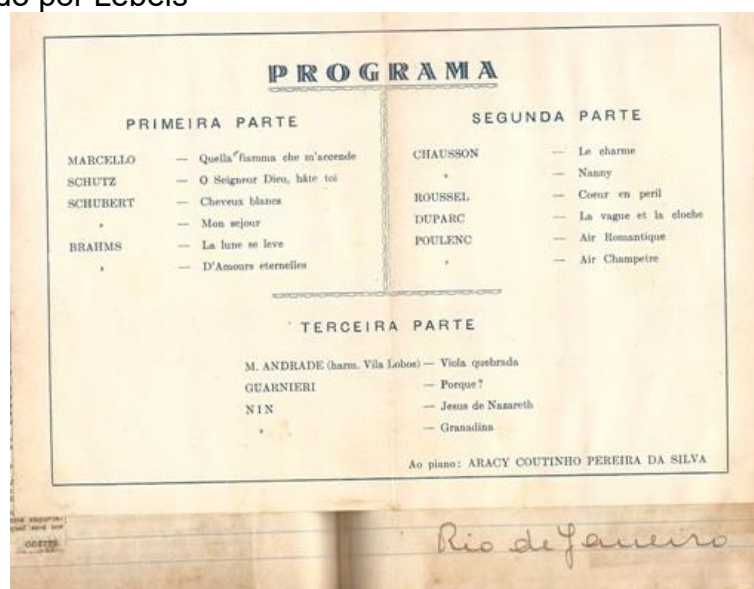 do por Lebeis
PROGRAMA
PRIMEIRA PARTE
MARCELLO — Quella fiamma che m'accende
SCHUTZ — O Seigneur Dieu, hâte toi
SCHUBERT — Cheveux blancs
" — Mon sejour
BRAHMS — La lune se leve
" — D'Amours eternelles
SEGUNDA PARTE
CHAUSSON — Le charme
" — Nanny
ROUSSEL — Coeur en peril
DUPARC — La vague et la cloche
POULENC — Air Romantique
" — Air Champetre
TERCEIRA PARTE
M. ANDRADE (harm. Vila Lobos) — Viola quebrada
GUARNIERI — Porque?
NIN — Jesus de Nazareth
" — Granadina
Ao piano: ARACY COUTINHO PEREIRA DA SILVA
Rio de Janeiro